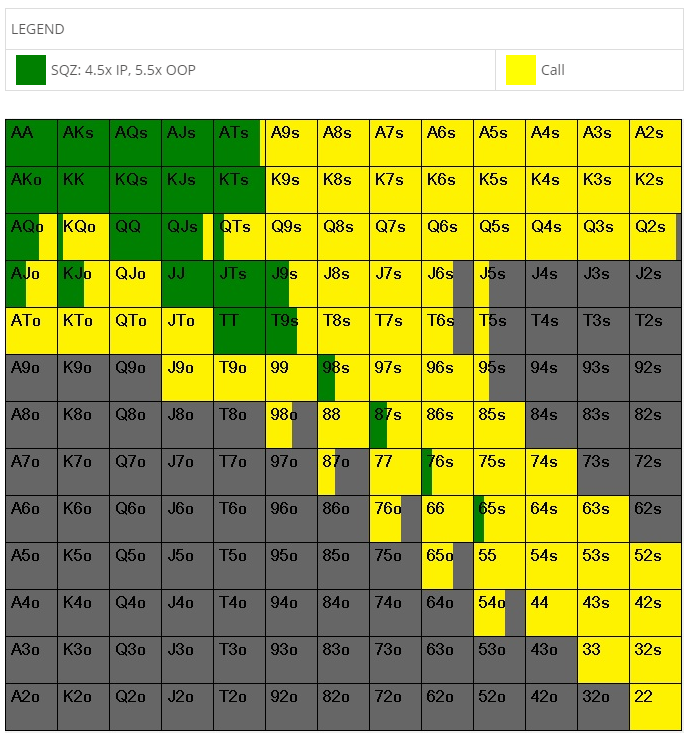 LEGEND
SQZ: 4.5x IP, 5.5x OOP Call
AA AKs AQs AJs ATs A9s A8s A7s A6s A5s A4s A3s A2s
AKo KK KQs KJs KTs K9s K8s K7s K6s K5s K4s K3s K2s
AQo KQo QQ QJs QTs Q9s Q8s Q7s Q6s Q5s Q4s Q3s Q2s
AJo KJo QJo JJ JTs J9s J8s J7s J6s J5s J4s J3s J2s
ATo KTo QTo JTo TT T9s T8s T7s T6s T5s T4s T3s T2s
A9o K9o Q9o J9o T9o 99 98s 97s 96s 95s 94s 93s 92s
A8o K8o Q8o J8o T8o 98o 88 87s 86s 85s 84s 83s 82s
A7o K7o Q7o J7o T7o 97o 87o 77 76s 75s 74s 73s 72s
A6o K6o Q6o J6o T6o 96o 86o 76o 66 65s 64s 63s 62s
A5o K5o Q5o J5o T5o 95o 85o 75o 65o 55 54s 53s 52s
A4o K4o Q4o J4o T4o 94o 84o 74o 64o 54o 44 43s 42s
A3o K3o Q3o J3o T3o 93o 83o 73o 63o 53o 43o 33 32s
A2o K2o Q2o J2o T2o 92o 82o 72o 62o 52o 42o 32o 22